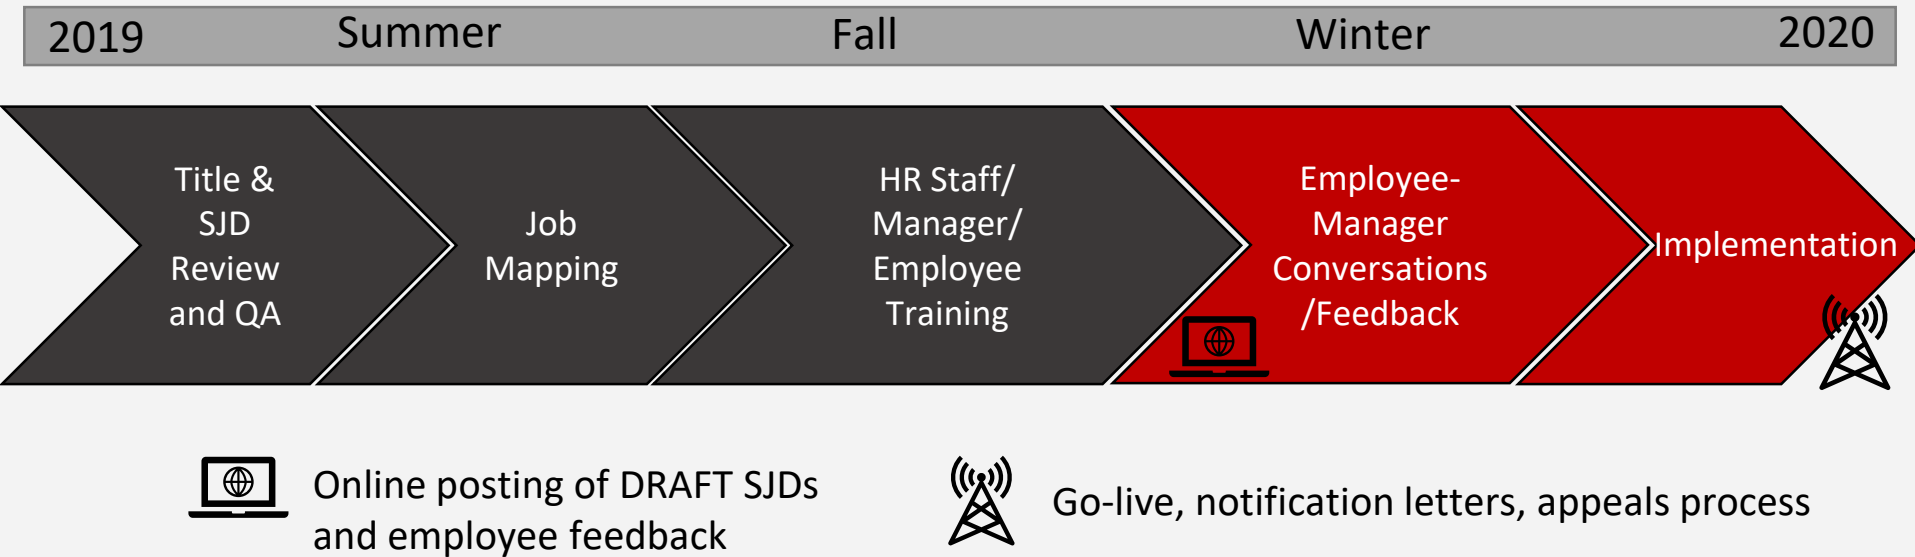 2019 Summer Fall Winter 2020
Title &
SJD
Review
and QA
Job
Mapping
HR Staff/
Manager/
Employee
Training
Employee-
Manager
Conversations
/Feedback
Implementation
Online posting of DRAFT SJDs
and employee feedback
Go-live, notification letters, appeals process